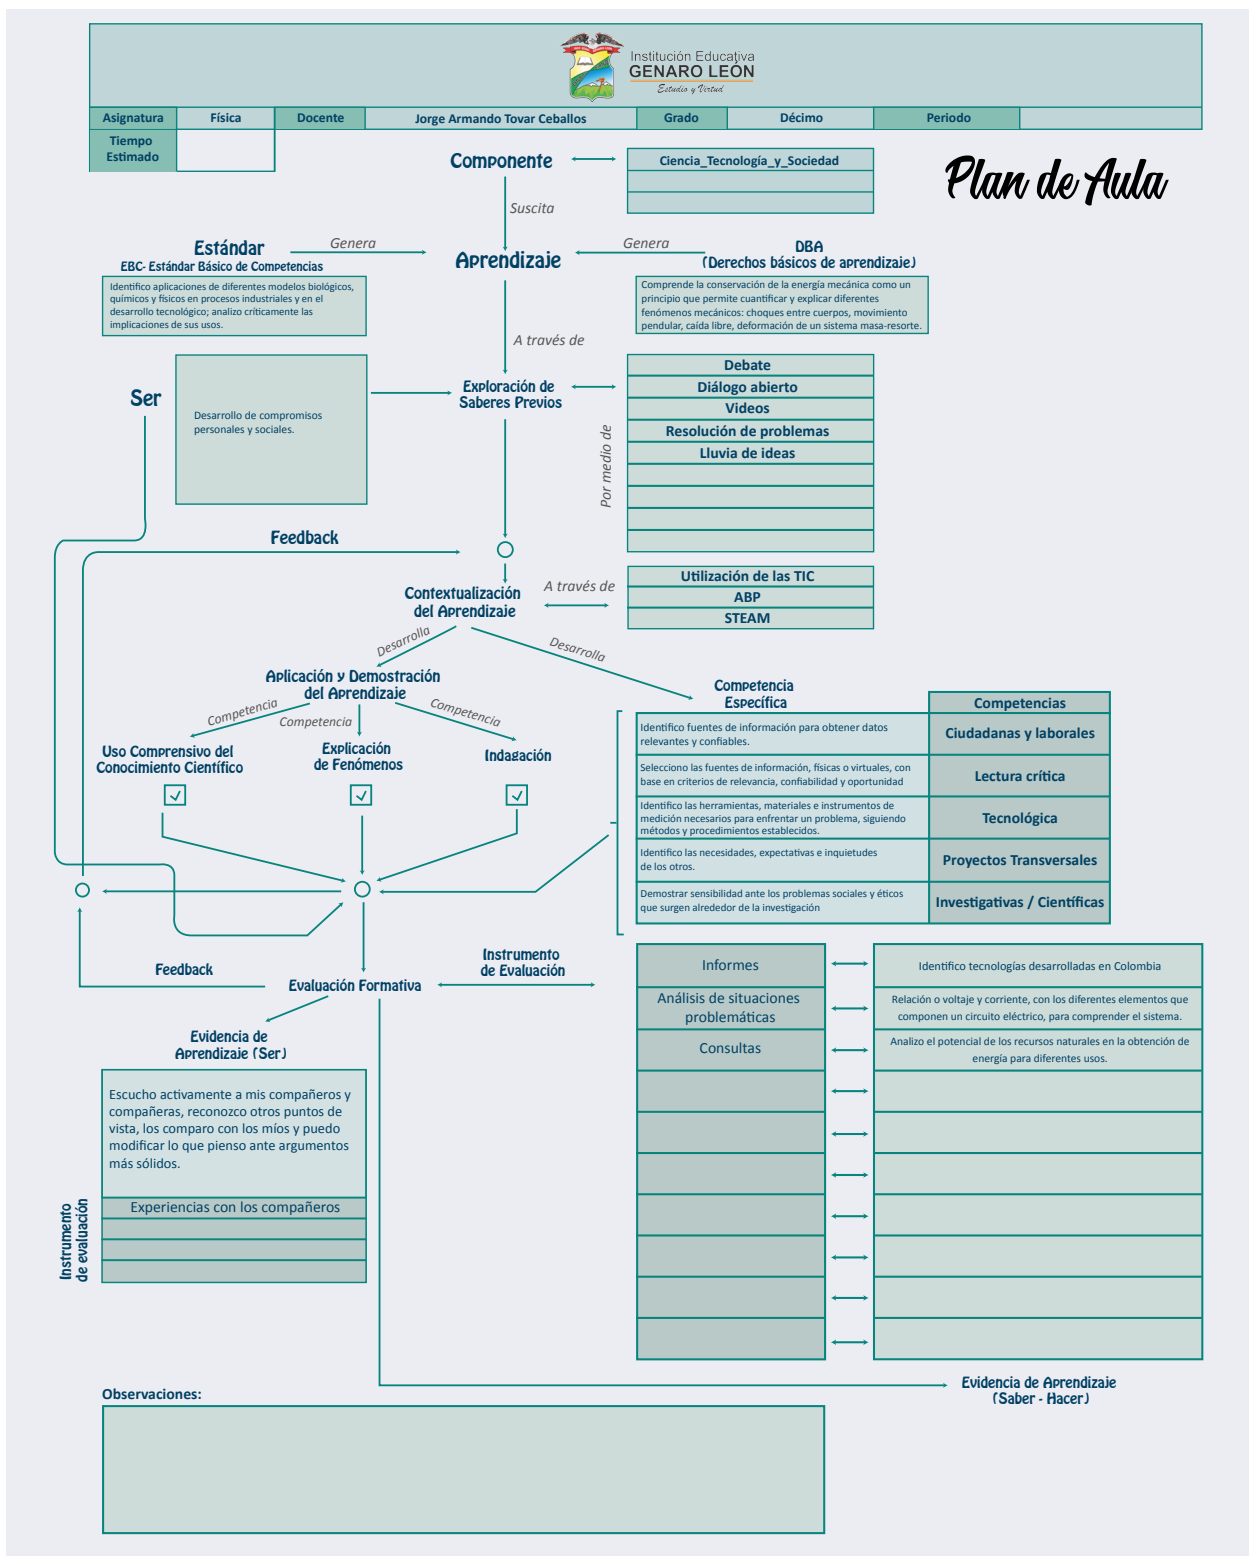 Institución Educativa
GENARO LEÓN
Estudio y Virtud
Asignatura Física Docente Jorge Armando Tovar Ceballos Grado Décimo Periodo
Tiempo
Estimado
Plan de Aula
Componente
Ciencia_Tecnología_y_Sociedad
Suscita
Estándar
EBC- Estándar Básico de Competencias
Genera
Aprendizaje
Genera
DBA
(Derechos básicos de aprendizaje)
Identifico aplicaciones de diferentes modelos biológicos,
químicos y físicos en procesos industriales y en el
desarrollo tecnológico; analizo críticamente las
implicaciones de sus usos.
Comprende la conservación de la energía mecánica como un
principio que permite cuantificar y explicar diferentes
fenómenos mecánicos: choques entre cuerpos, movimiento
pendular, caída libre, deformación de un sistema masa-resorte.
A través de
Ser
Desarrollo de compromisos
personales y sociales.
Exploración de
Saberes Previos
Por medio de
Debate
Diálogo abierto
Videos
Resolución de problemas
Lluvia de ideas
Feedback
Contextualización
del Aprendizaje
A través de
Utilización de las TIC
ABP
STEAM
Desarrolla
Desarrolla
Aplicación y Demostración
del Aprendizaje
Competencia
Competencia
Competencia
Uso Comprensivo del
Conocimiento Científico
Explicación
de Fenómenos
Indagación
Competencia
Específica
Competencias
Identifico fuentes de información para obtener datos
relevantes y confiables.
Ciudadanas y laborales
Selecciono las fuentes de información, físicas o virtuales, con
base en criterios de relevancia, confiabilidad y oportunidad
Lectura crítica
Identifico las herramientas, materiales e instrumentos de
medición necesarios para enfrentar un problema, siguiendo
métodos y procedimientos establecidos.
Tecnológica
Identifico las necesidades, expectativas e inquietudes
de los otros.
Proyectos Transversales
Demostrar sensibilidad ante los problemas sociales y éticos
que surgen alrededor de la investigación
Investigativas / Científicas
Feedback
Evaluación Formativa
Instrumento
de Evaluación
Informes
Identifico tecnologías desarrolladas en Colombia
Análisis de situaciones
problemáticas
Relación o voltaje y corriente, con los diferentes elementos que
componen un circuito eléctrico, para comprender el sistema.
Consultas
Analizo el potencial de los recursos naturales en la obtención de
energía para diferentes usos.
Evidencia de
Aprendizaje (Ser)
Escucho activamente a mis compañeros y
compañeras, reconozco otros puntos de
vista, los comparo con los míos y puedo
modificar lo que pienso ante argumentos
más sólidos.
Instrumento
de evaluación
Experiencias con los compañeros
Evidencia de Aprendizaje
(Saber - Hacer)
Observaciones: